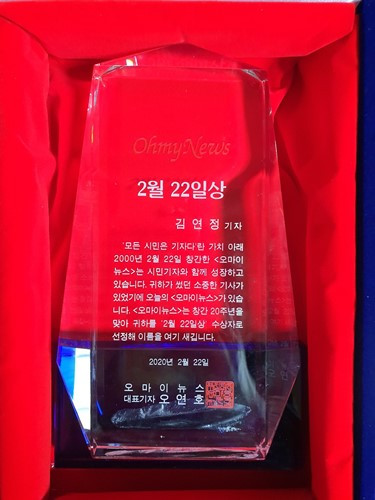 OhmyNews
2월 22일상
김 연 정 기자
'모든 시민은 기자다'란 가치 아래
2000년 2월 22일 창간한 <오마이
뉴스>는 시민기자와 함께 성장하고
있습니다. 귀하가 썼던 소중한 기사가
있었기에 오늘의 <오마이뉴스>가 있습
니다. <오마이뉴스>는 창간 20주년을
맞아 귀하를 '2월 22일상' 수상자로
선정해 이름을 여기 새깁니다.
2020년 2월 22일
오 마 이 뉴 스
대표기자 오 연 호